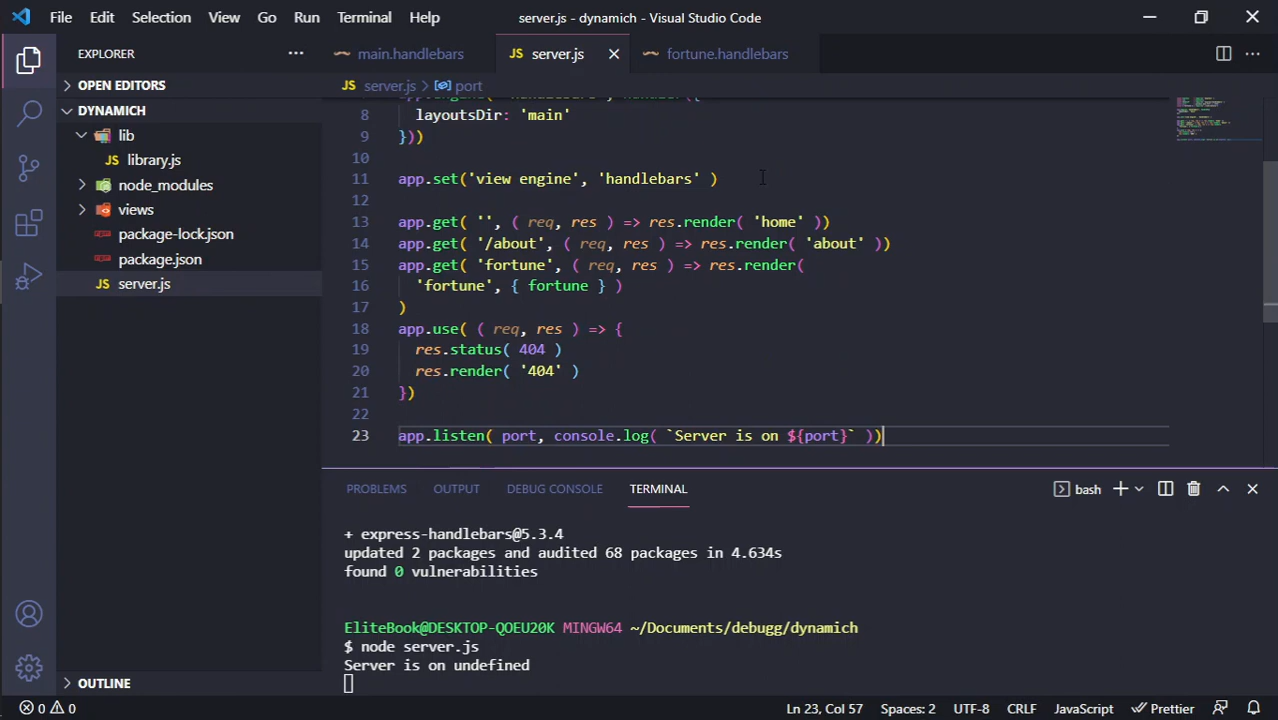 File Edit Selection View Go Run Terminal Help server.js - dynamich - Visual Studio Code
EXPLORER
OPEN EDITORS
DYNAMICH
lib
JS library.js
node_modules
views
package-lock.json
package.json
JS server.js
OUTLINE
main.handlebars JS server.js fortune.handlebars
JS server.js > port
8 layoutsDir: 'main'
9 }))
10
11 app.set('view engine', 'handlebars' )
12
13 app.get( '', ( req, res ) => res.render( 'home' ))
14 app.get( '/about', ( req, res ) => res.render( 'about' ))
15 app.get( 'fortune', ( req, res ) => res.render(
16 'fortune', { fortune } )
17 )
18 app.use( ( req, res ) => {
19 res.status( 404 )
20 res.render( '404' )
21 })
22
23 app.listen( port, console.log( `Server is on ${port}` ))
PROBLEMS OUTPUT DEBUG CONSOLE TERMINAL bash
+ express-handlebars@5.3.4
updated 2 packages and audited 68 packages in 4.634s
found 0 vulnerabilities
EliteBook@DESKTOP-QOEU20K MINGW64 ~/Documents/debugg/dynamich
$ node server.js
Server is on undefined
0 0 Ln 23, Col 57 Spaces: 2 UTF-8 CRLF JavaScript Prettier